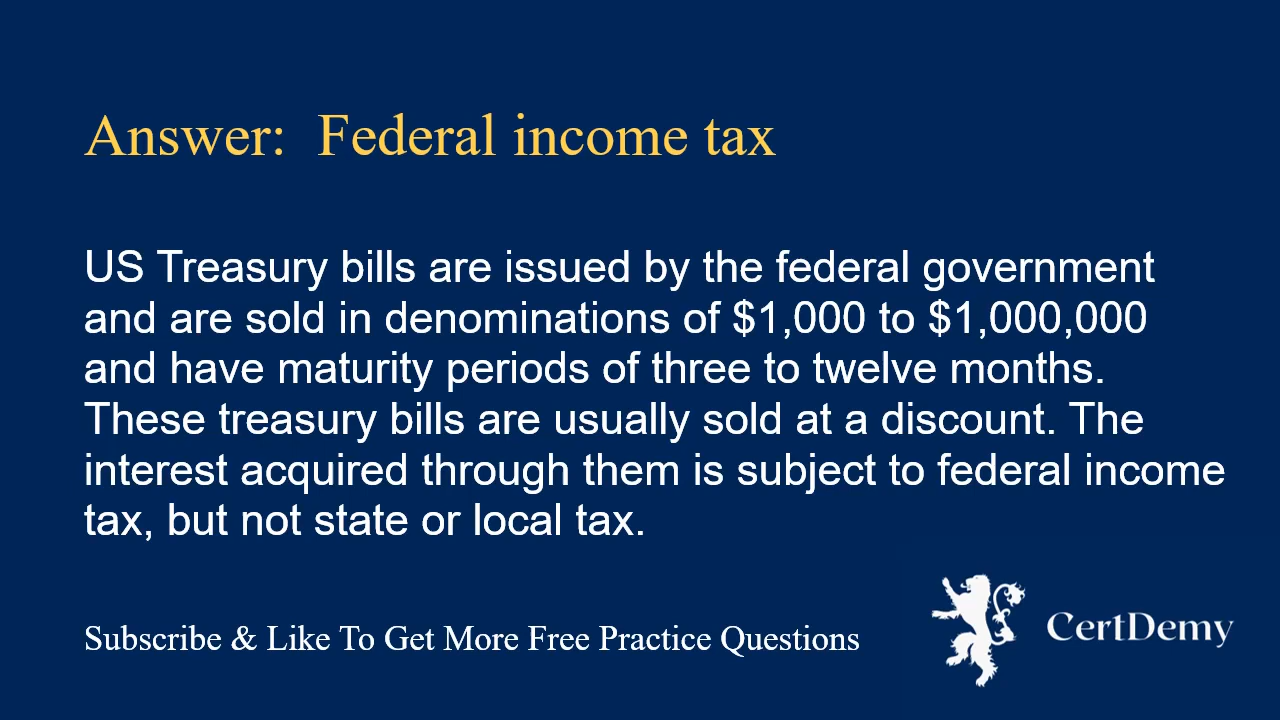 Answer:  Federal income tax
US Treasury bills are issued by the federal government
and are sold in denominations of $1,000 to $1,000,000
and have maturity periods of three to twelve months.
These treasury bills are usually sold at a discount. The
interest acquired through them is subject to federal income
tax, but not state or local tax.
Subscribe & Like To Get More Free Practice Questions
CertDemy